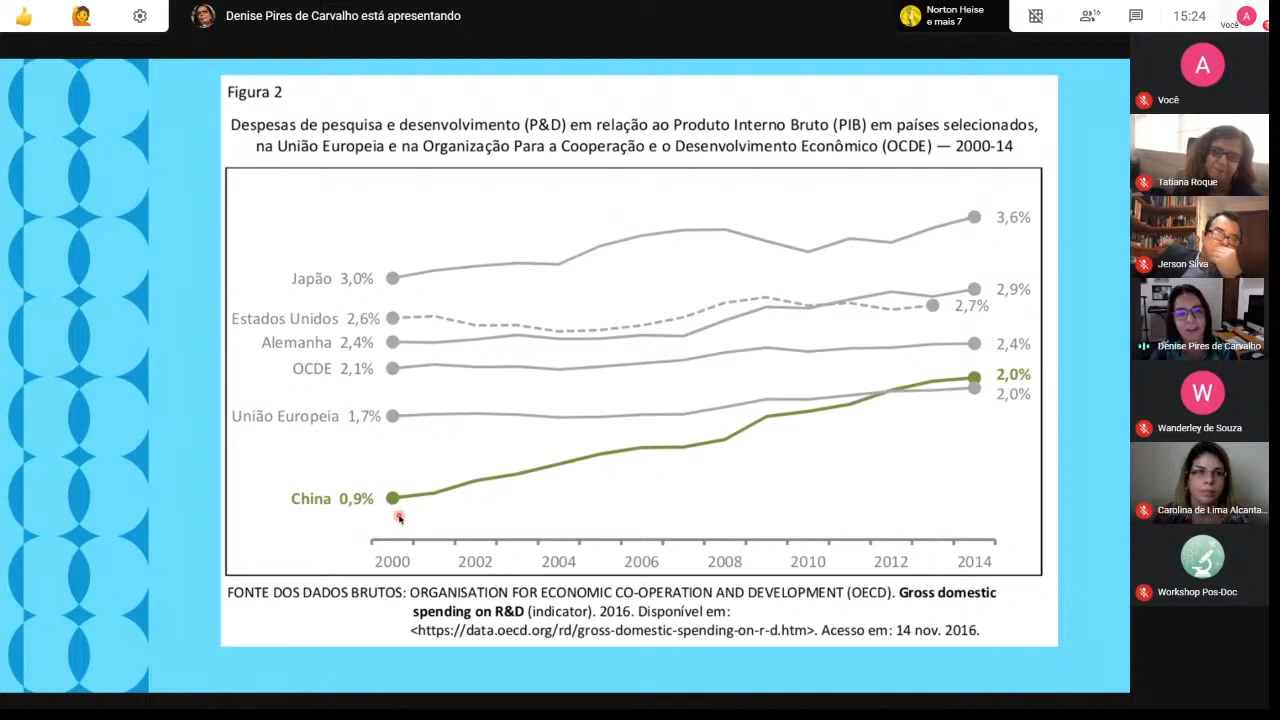 Denise Pires de Carvalho está apresentando
Norton Heise
e mais 7
16
15:24
Você
A
A
Você
Tatiana Roque
Jerson Silva
Denise Pires de Carvalho
W
Wanderley de Souza
Carolina de Lima Alcanta...
Workshop Pos-Doc
Figura 2
Despesas de pesquisa e desenvolvimento (P&D) em relação ao Produto Interno Bruto (PIB) em países selecionados,
na União Europeia e na Organização Para a Cooperação e o Desenvolvimento Econômico (OCDE) — 2000-14
3,6%
Japão 3,0%
2,9%
2,7%
Estados Unidos 2,6%
Alemanha 2,4%
2,4%
OCDE 2,1%
2,0%
2,0%
União Europeia 1,7%
China 0,9%
2000 2002 2004 2006 2008 2010 2012 2014
FONTE DOS DADOS BRUTOS: ORGANISATION FOR ECONOMIC CO-OPERATION AND DEVELOPMENT (OECD). Gross domestic
spending on R&D (indicator). 2016. Disponível em:
<https://data.oecd.org/rd/gross-domestic-spending-on-r-d.htm>. Acesso em: 14 nov. 2016.